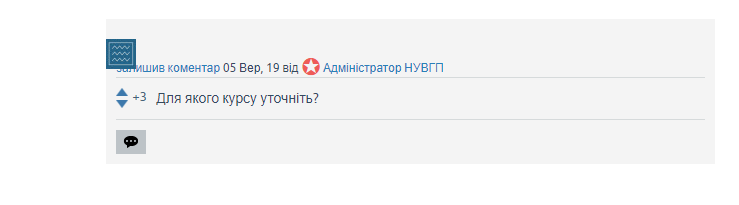 залишив коментар 05 Вер, 19 від Адміністратор НУВГП
+3 Для якого курсу уточніть?